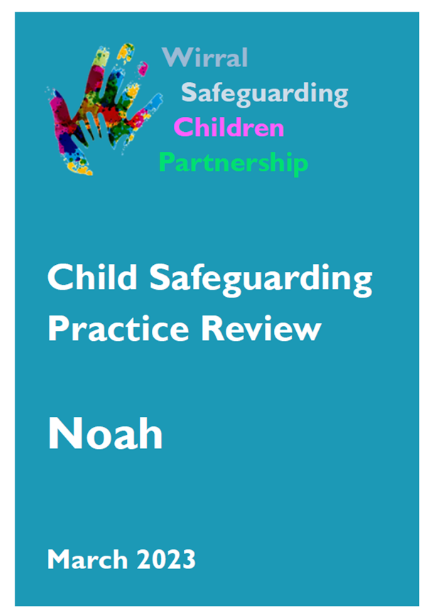 Wirral
Safeguarding
Children
Partnership
Child Safeguarding
Practice Review
Noah
March 2023